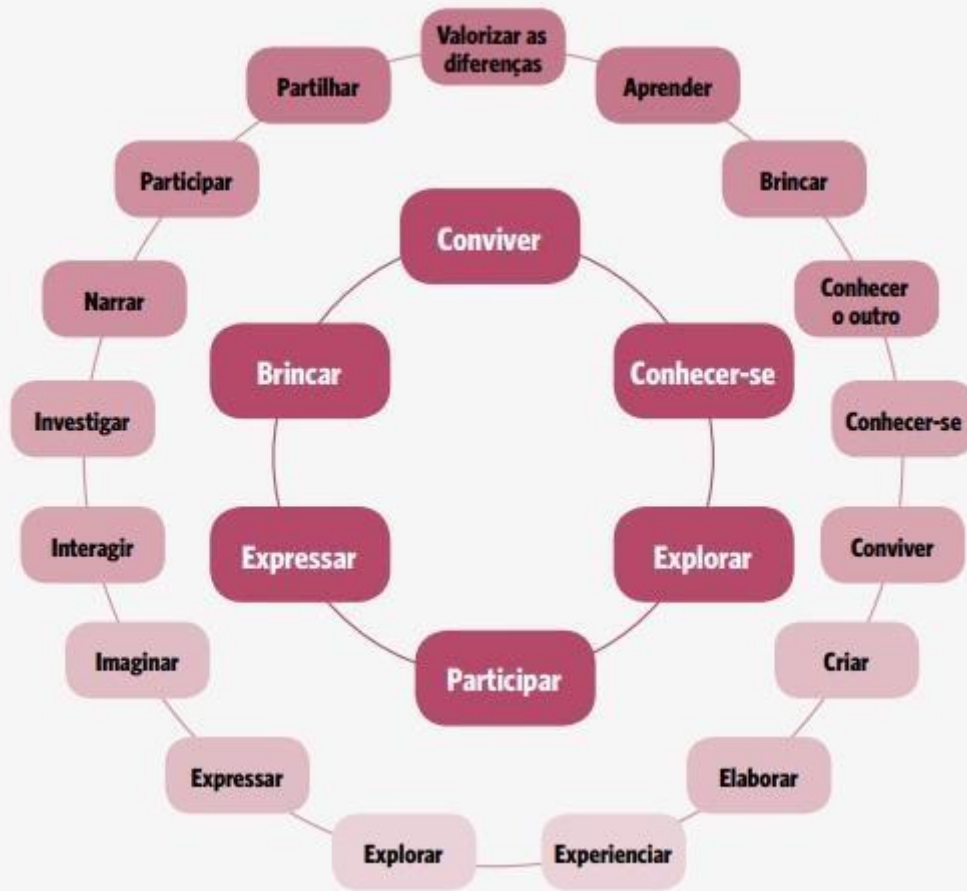 Valorizar as
diferenças
Aprender
Brincar
Conhecer
o outro
Conhecer-se
Conviver
Criar
Elaborar
Experienciar
Explorar
Expressar
Imaginar
Interagir
Investigar
Narrar
Participar
Partilhar
Conviver
Conhecer-se
Explorar
Participar
Expressar
Brincar